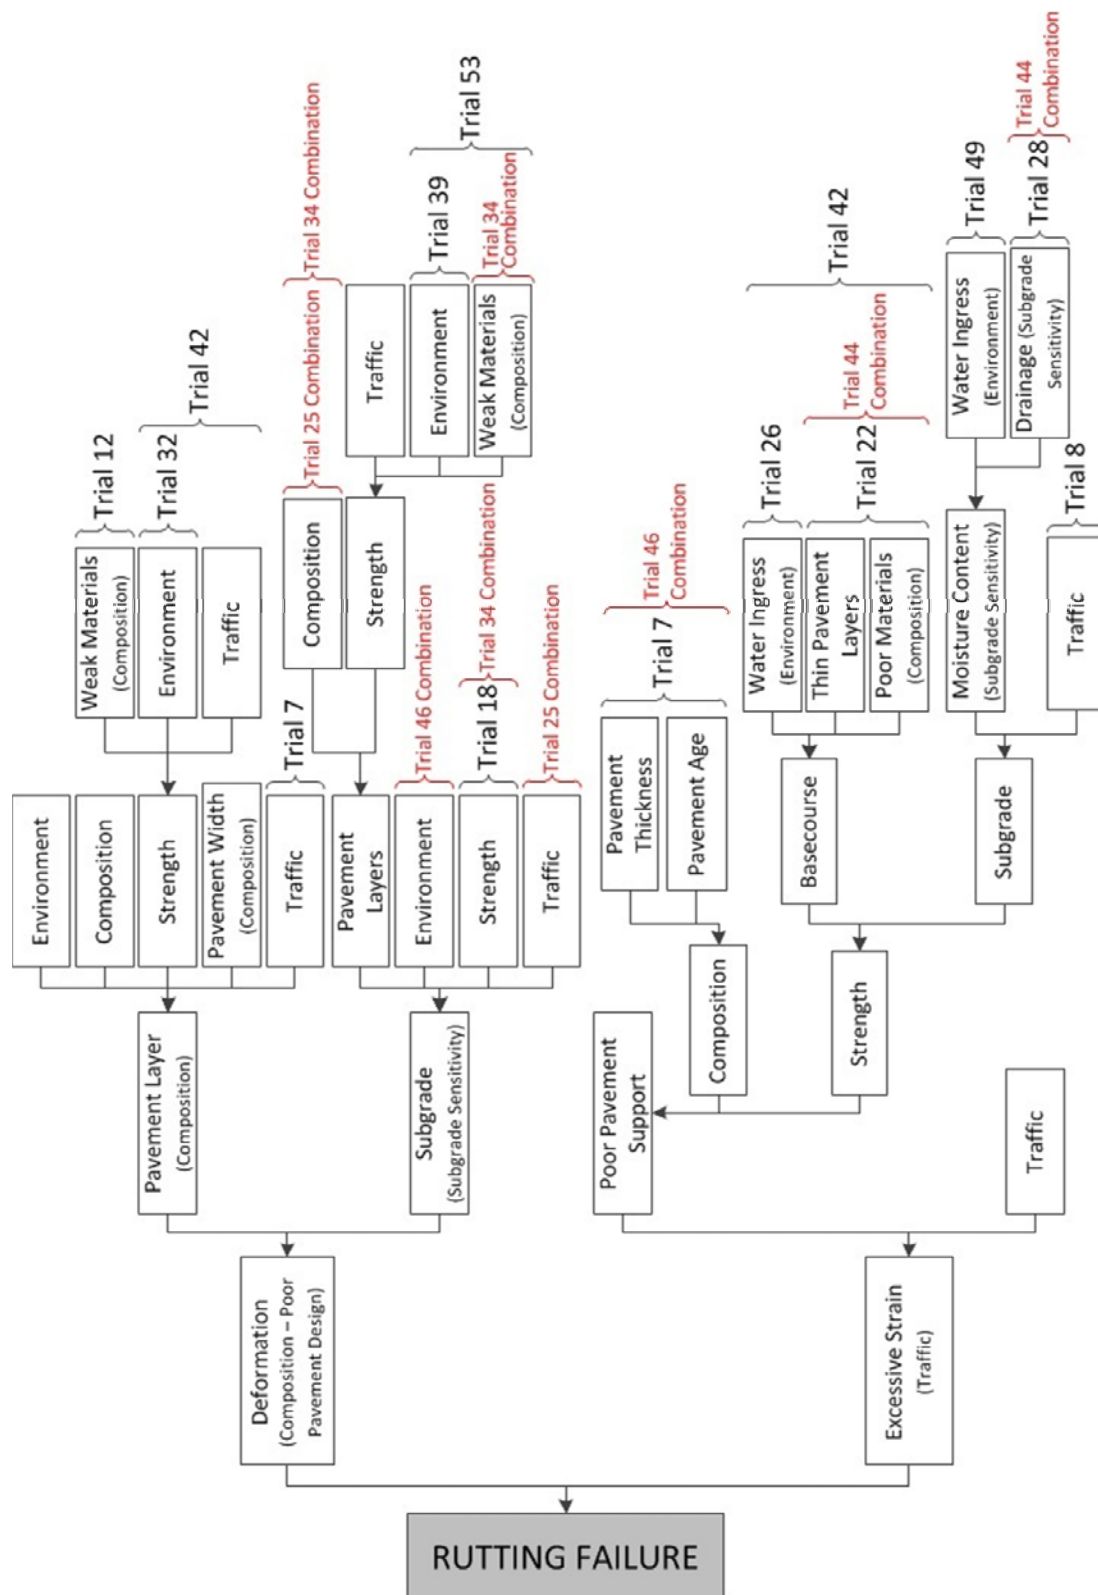 Environment
Composition
Strength
Pavement Width
(Composition)
Traffic
Trial 7
Weak Materials
(Composition)
Trial 12
Environment
Trial 32
Traffic
Trial 42
Pavement Layer
(Composition)
Pavement
Layers
Environment
Trial 46 Combination
Strength
Trial 18
Trial 34 Combination
Traffic
Trial 25 Combination
Composition
Trial 25 Combination
Trial 34 Combination
Strength
Traffic
Environment
Trial 39
Weak Materials
(Composition)
Trial 34
Combination
Trial 53
Subgrade
(Subgrade Sensitivity)
Deformation
(Composition – Poor
Pavement Design)
RUTTING FAILURE
Poor Pavement
Support
Composition
Pavement
Thickness
Pavement Age
Trial 7
Trial 46
Combination
Strength
Basecourse
Water Ingress
(Environment)
Trial 26
Thin Pavement
Layers
Poor Materials
(Composition)
Trial 22
Trial 44
Combination
Trial 42
Subgrade
Moisture Content
(Subgrade Sensitivity)
Water Ingress
(Environment)
Trial 49
Drainage (Subgrade
Sensitivity)
Trial 28
Trial 44
Combination
Traffic
Trial 8
Traffic
Excessive Strain
(Traffic)